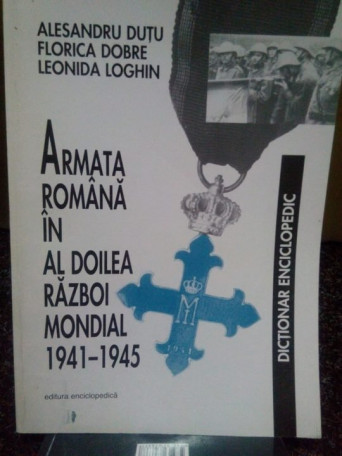 ALESANDRU DUȚU
FLORICA DOBRE
LEONIDA LOGHIN
ARMATA
ROMÂNĂ
ÎN
AL DOILEA
RĂZBOI
MONDIAL
1941-1945
DICȚIONAR ENCICLOPEDIC
1941
editura enciclopedică